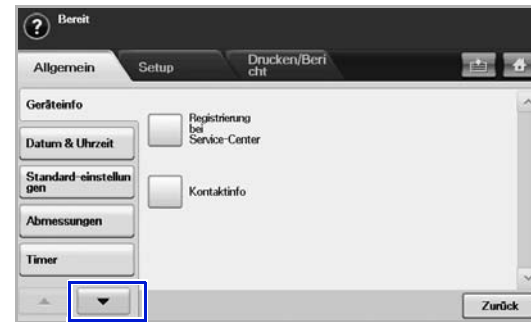 Bereit
Allgemein
Setup
Drucken/Beri
cht
Geräteinfo
Datum & Uhrzeit
Standard-einstellun
gen
Abmessungen
Timer
Registrierung
bei
Service-Center
Kontaktinfo
Zurück